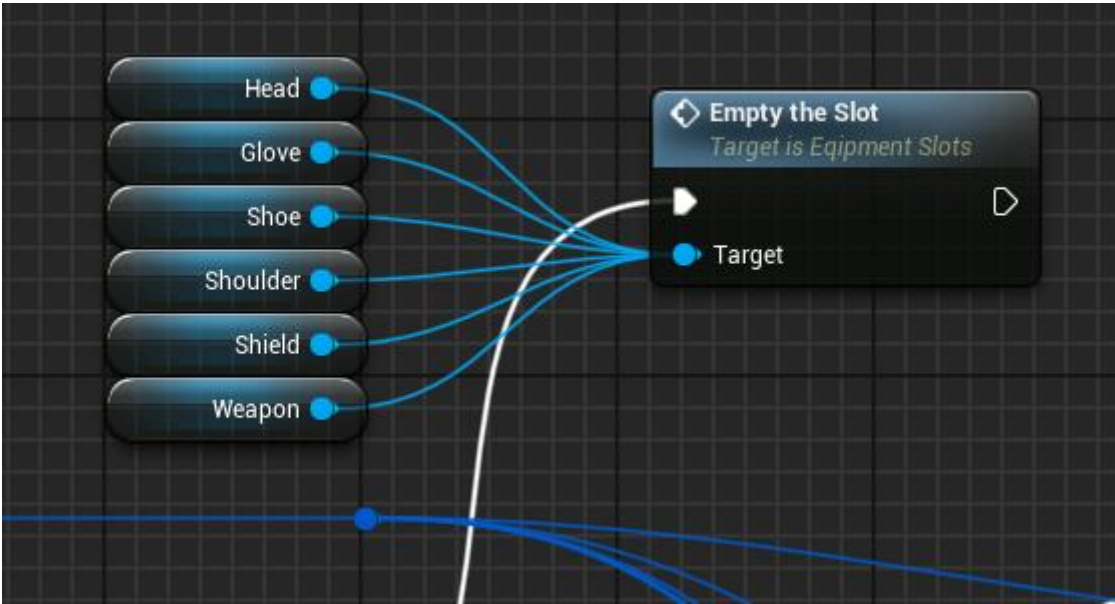 Head
Glove
Shoe
Shoulder
Shield
Weapon
Empty the Slot
Target is Eqipment Slots
Target